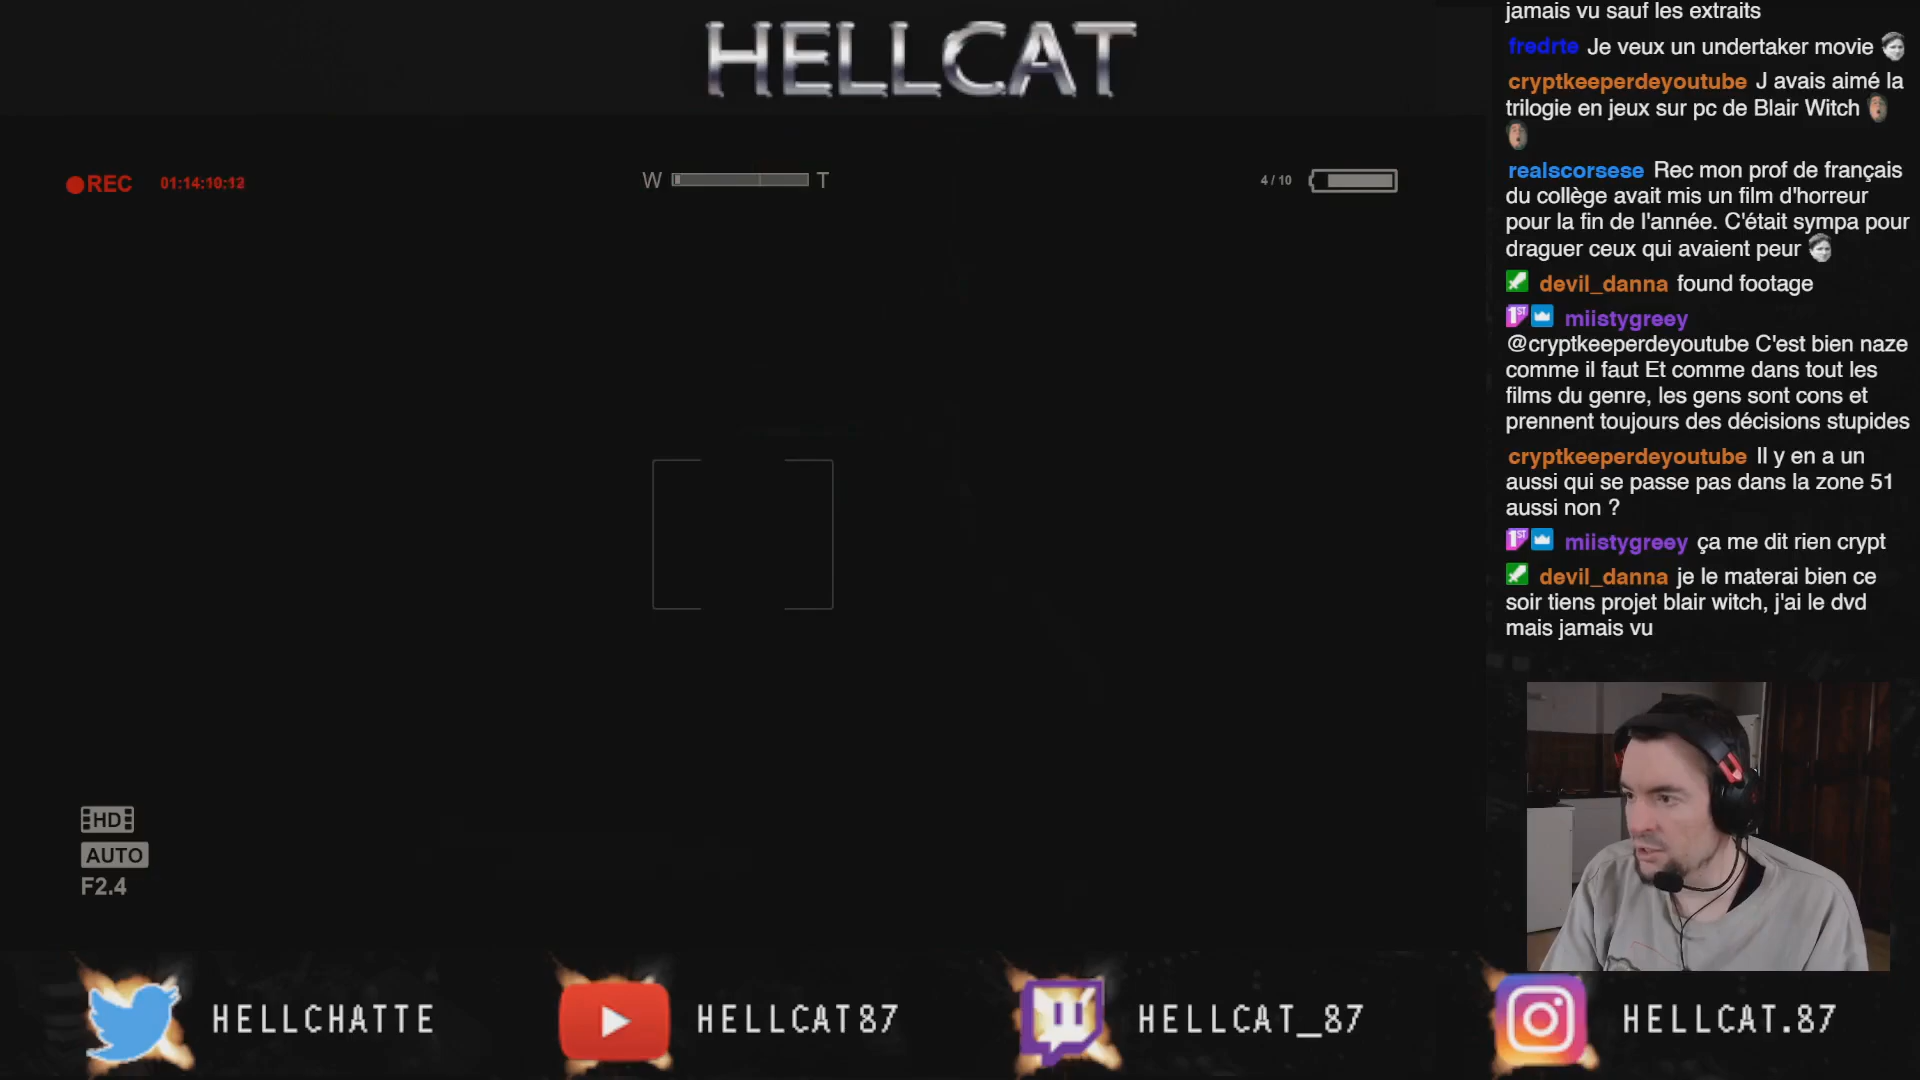 HELLCAT
REC 01:14:10:12
W T
4 / 10
HD
AUTO
F2.4
jamais vu sauf les extraits
fredrte Je veux un undertaker movie
cryptkeeperdeyoutube J avais aimé la
trilogie en jeux sur pc de Blair Witch
realscorsese Rec mon prof de français
du collège avait mis un film d'horreur
pour la fin de l'année. C'était sympa pour
draguer ceux qui avaient peur
devil_danna found footage
1ST miistygreey
@cryptkeeperdeyoutube C'est bien naze
comme il faut Et comme dans tout les
films du genre, les gens sont cons et
prennent toujours des décisions stupides
cryptkeeperdeyoutube Il y en a un
aussi qui se passe pas dans la zone 51
aussi non ?
1ST miistygreey ça me dit rien crypt
devil_danna je le materai bien ce
soir tiens projet blair witch, j'ai le dvd
mais jamais vu
HELLCHATTE
HELLCAT87
HELLCAT_87
HELLCAT.87